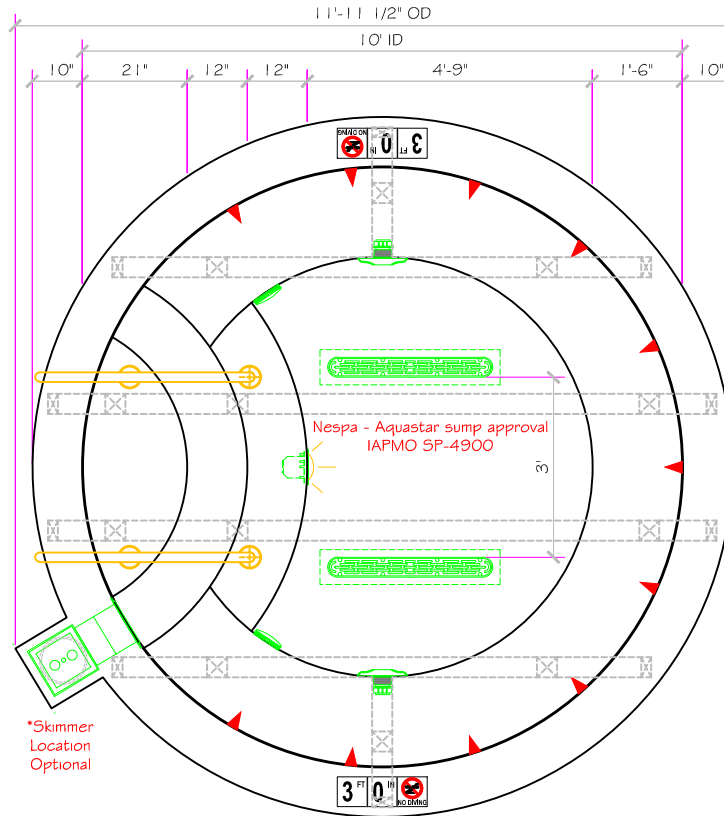 11'-11 1/2" OD
10' ID
10"
21"
12"
12"
4'-9"
1'-6"
10"
NO DIVING
0 IN
3 FT
Nespa - Aquastar sump approval
IAPMO SP-4900
3'
*Skimmer
Location
Optional
3 FT
0 IN
NO DIVING